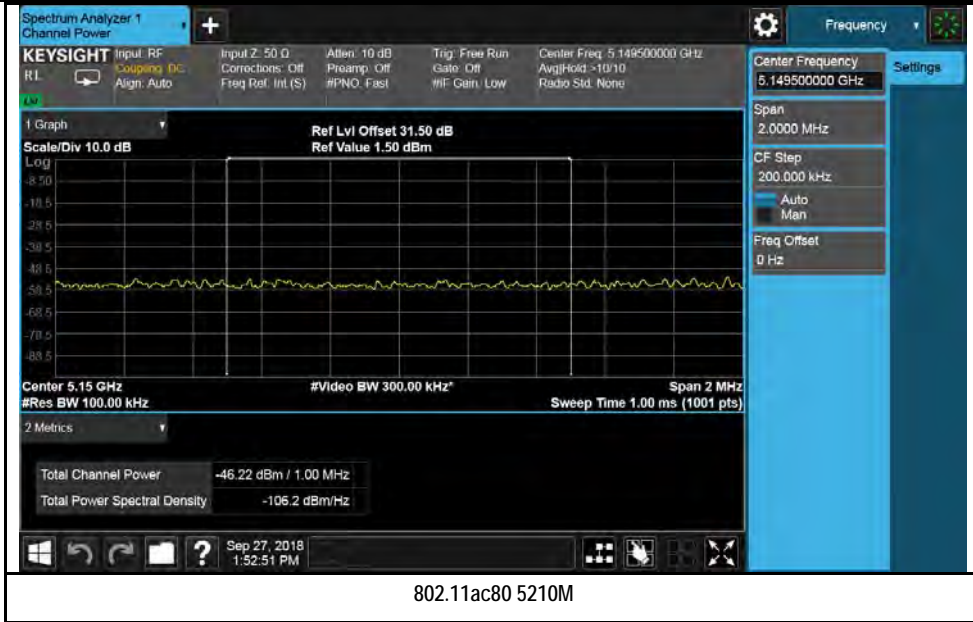 Spectrum Analyzer 1
Channel Power
+
Frequency
KEYSIGHT
RL
Input: RF
Coupling: DC
Align: Auto
Input Z: 50 Ω
Corrections: Off
Freq Ref: Int (S)
Atten: 10 dB
Preamp: Off
#PNO: Fast
Trig: Free Run
Gate: Off
#IF Gain: Low
Center Freq: 5.149500000 GHz
Avg|Hold: >10/10
Radio Std: None
Center Frequency
5.149500000 GHz
Settings
Span
2.0000 MHz
CF Step
200.000 kHz
Auto
Man
Freq Offset
0 Hz
1 Graph
Scale/Div 10.0 dB
Ref Lvl Offset 31.50 dB
Ref Value 1.50 dBm
Log
-8.50
-18.5
-28.5
-38.5
-48.5
-58.5
-68.5
-78.5
-88.5
Center 5.15 GHz
#Res BW 100.00 kHz
#Video BW 300.00 kHz*
Span 2 MHz
Sweep Time 1.00 ms (1001 pts)
2 Metrics
Total Channel Power
-46.22 dBm / 1.00 MHz
Total Power Spectral Density
-106.2 dBm/Hz
?
Sep 27, 2018
1:52:51 PM
802.11ac80 5210M